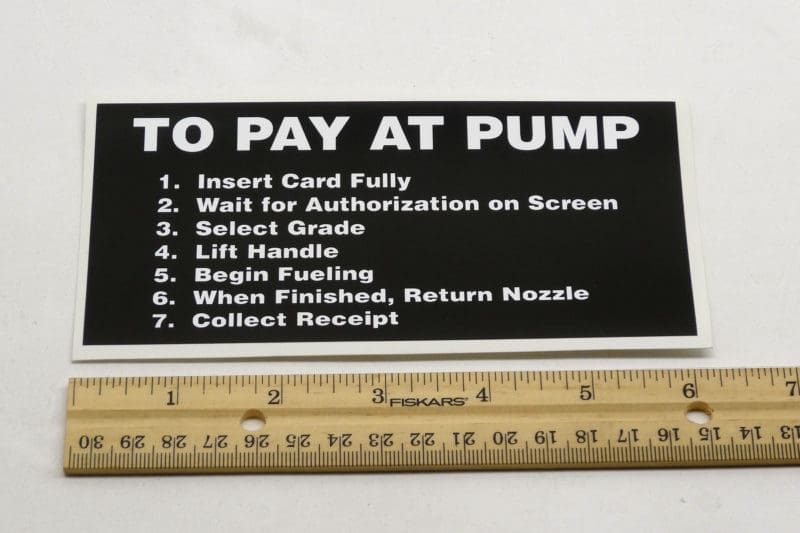 TO PAY AT PUMP
1. Insert Card Fully
2. Wait for Authorization on Screen
3. Select Grade
4. Lift Handle
5. Begin Fueling
6. When Finished, Return Nozzle
7. Collect Receipt
1 2 3 FISKARS® 4 5 6 7
30 29 28 27 26 25 24 23 22 21 20 19 18 17 16 15 14 13